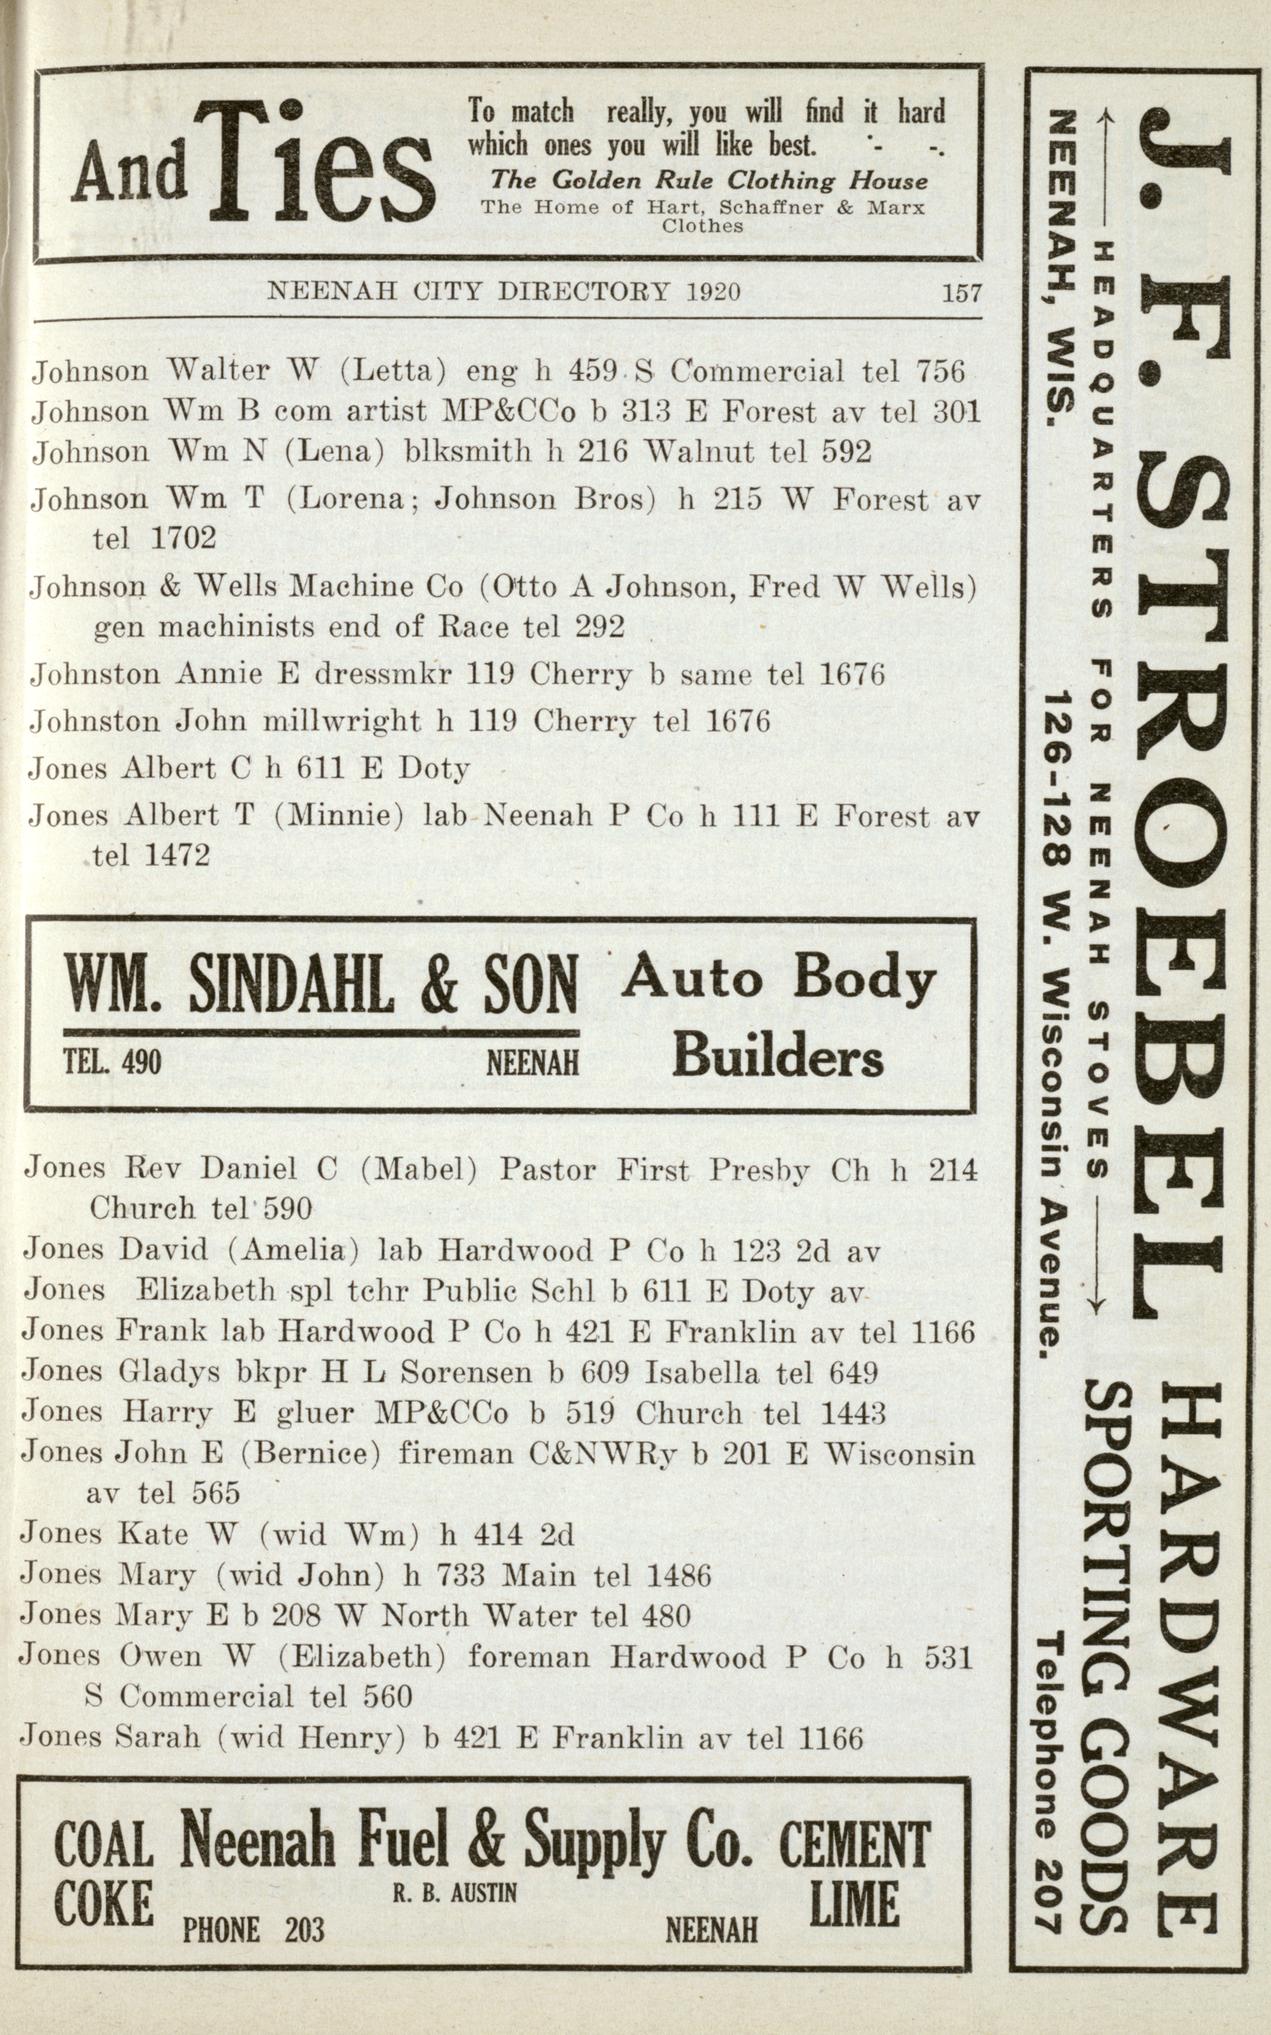 And Ties
To match really, you will find it hard
which ones you will like best.
The Golden Rule Clothing House
The Home of Hart, Schaffner & Marx
Clothes
NEENAH CITY DIRECTORY 1920 157
Johnson Walter W (Letta) eng h 459 S Commercial tel 756
Johnson Wm B com artist MP&CCo b 313 E Forest av tel 301
Johnson Wm N (Lena) blksmith h 216 Walnut tel 592
Johnson Wm T (Lorena; Johnson Bros) h 215 W Forest av
tel 1702
Johnson & Wells Machine Co (Otto A Johnson, Fred W Wells)
gen machinists end of Race tel 292
Johnston Annie E dressmkr 119 Cherry b same tel 1676
Johnston John millwright h 119 Cherry tel 1676
Jones Albert C h 611 E Doty
Jones Albert T (Minnie) lab Neenah P Co h 111 E Forest av
tel 1472
WM. SINDAHL & SON Auto Body
TEL. 490 NEENAH Builders
Jones Rev Daniel C (Mabel) Pastor First Presby Ch h 214
Church tel 590
Jones David (Amelia) lab Hardwood P Co h 123 2d av
Jones Elizabeth spl tchr Public Schl b 611 E Doty av
Jones Frank lab Hardwood P Co h 421 E Franklin av tel 1166
Jones Gladys bkpr H L Sorensen b 609 Isabella tel 649
Jones Harry E gluer MP&CCo b 519 Church tel 1443
Jones John E (Bernice) fireman C&NWRy b 201 E Wisconsin
av tel 565
Jones Kate W (wid Wm) h 414 2d
Jones Mary (wid John) h 733 Main tel 1486
Jones Mary E b 208 W North Water tel 480
Jones Owen W (Elizabeth) foreman Hardwood P Co h 531
S Commercial tel 560
Jones Sarah (wid Henry) b 421 E Franklin av tel 1166
COAL Neenah Fuel & Supply Co. CEMENT
COKE R. B. AUSTIN LIME
PHONE 203 NEENAH
J. F. STROEBEL HARDWARE
HEADQUARTERS FOR NEENAH STOVES SPORTING GOODS
NEENAH, WIS. 126-128 W. Wisconsin Avenue. Telephone 207